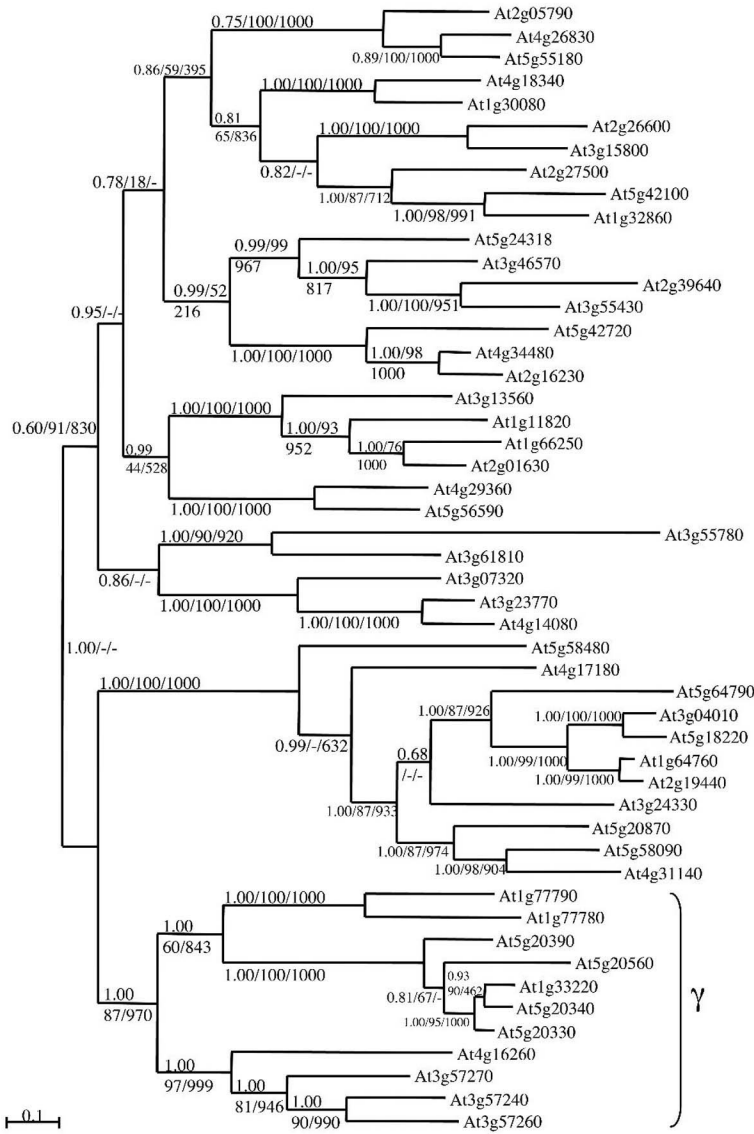 At2g05790
0.75/100/1000
At4g26830
0.89/100/1000
At5g55180
0.86/59/395
At4g18340
1.00/100/1000
At1g30080
0.81
65/836
At2g26600
1.00/100/1000
At3g15800
0.82/-/-
At2g27500
0.78/18/-
1.00/87/712
At5g42100
1.00/98/991
At1g32860
At5g24318
0.99/99
967
At3g46570
1.00/95
817
At2g39640
0.99/52
216
1.00/100/951
At3g55430
0.95/-/-
At5g42720
1.00/100/1000
At4g34480
1.00/98
1000
At2g16230
At3g13560
1.00/100/1000
At1g11820
0.60/91/830
1.00/93
952
At1g66250
1.00/76
1000
At2g01630
0.99
44/528
At4g29360
1.00/100/1000
At5g56590
At3g55780
1.00/90/920
At3g61810
0.86/-/-
At3g07320
1.00/100/1000
At3g23770
1.00/100/1000
At4g14080
1.00/-/-
At5g58480
At4g17180
1.00/100/1000
At5g64790
1.00/87/926
At3g04010
1.00/100/1000
At5g18220
0.99/-/632
0.68
/-/-
1.00/99/1000
At1g64760
1.00/99/1000
At2g19440
At3g24330
1.00/87/933
At5g20870
1.00/87/974
At5g58090
1.00/98/904
At4g31140
At1g77790
1.00/100/1000
At1g77780
1.00
60/843
At5g20390
1.00/100/1000
At5g20560
0.93
90/462
At1g33220
0.81/67/-
At5g20340
1.00/95/1000
At5g20330
γ
1.00
87/970
At4g16260
1.00
97/999
At3g57270
1.00
81/946
At3g57240
1.00
90/990
At3g57260
0.1